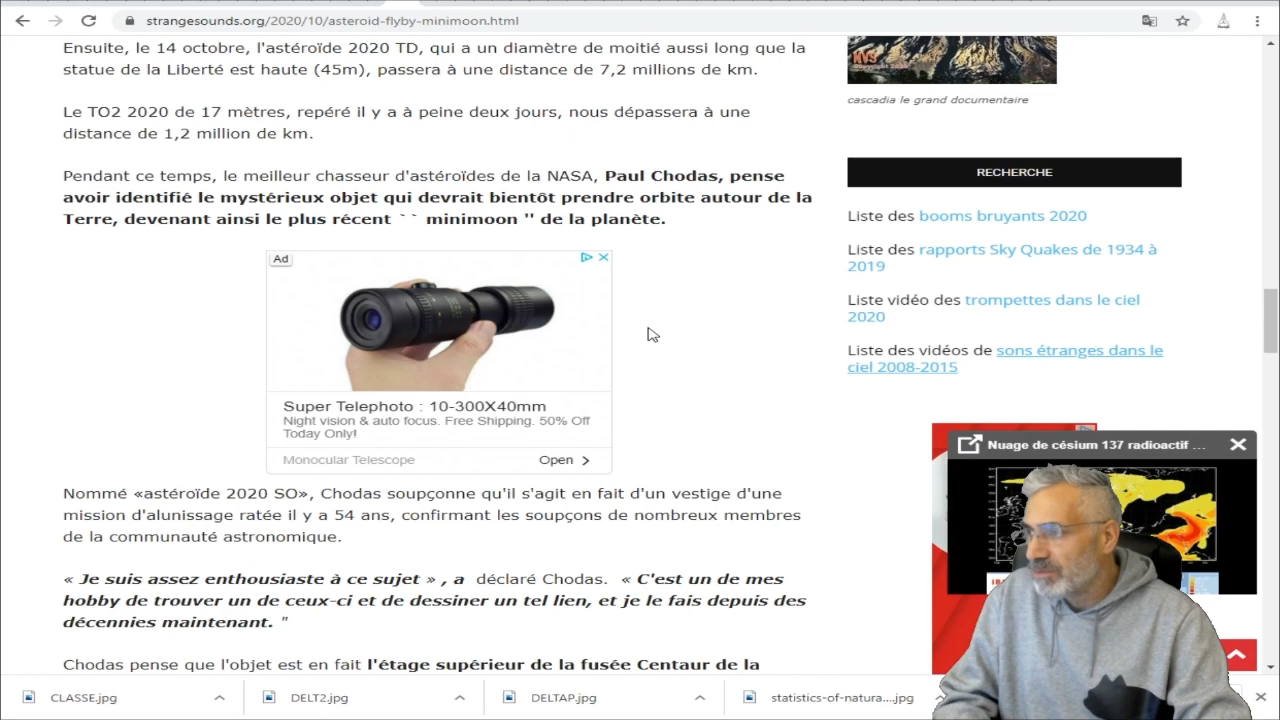 strangesounds.org/2020/10/asteroid-flyby-minimoon.html
Ensuite, le 14 octobre, l'astéroïde 2020 TD, qui a un diamètre de moitié aussi long que la
statue de la Liberté est haute (45m), passera à une distance de 7,2 millions de km.
Le TO2 2020 de 17 mètres, repéré il y a à peine deux jours, nous dépassera à une
distance de 1,2 million de km.
Pendant ce temps, le meilleur chasseur d'astéroïdes de la NASA, Paul Chodas, pense
avoir identifié le mystérieux objet qui devrait bientôt prendre orbite autour de la
Terre, devenant ainsi le plus récent `` minimoon '' de la planète.
Ad
Super Telephoto : 10-300X40mm
Night vision & auto focus. Free Shipping. 50% Off
Today Only!
Monocular Telescope
Open
Nommé «astéroïde 2020 SO», Chodas soupçonne qu'il s'agit en fait d'un vestige d'une
mission d'alunissage ratée il y a 54 ans, confirmant les soupçons de nombreux membres
de la communauté astronomique.
« Je suis assez enthousiaste à ce sujet » , a déclaré Chodas. « C'est un de mes
hobby de trouver un de ceux-ci et de dessiner un tel lien, et je le fais depuis des
décennies maintenant. "
Chodas pense que l'objet est en fait l'étage supérieur de la fusée Centaur de la
cascadia le grand documentaire
RECHERCHE
Liste des booms bruyants 2020
Liste des rapports Sky Quakes de 1934 à
2019
Liste vidéo des trompettes dans le ciel
2020
Liste des vidéos de sons étranges dans le
ciel 2008-2015
Nuage de césium 137 radioactif ...
CLASSE.jpg
DELT2.jpg
DELTAP.jpg
statistics-of-natura....jpg